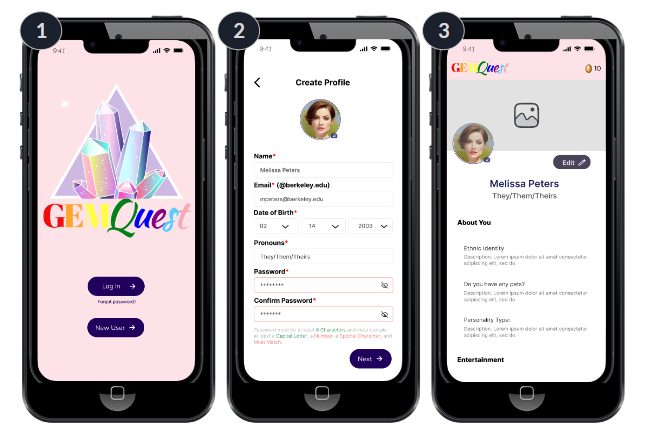 1
9:41
GEMQuest
Log In →
Forgot password?
New User →
2
9:41
Create Profile
Name*
Melissa Peters
Email* (@berkeley.edu)
mpeters@berkeley.edu
Date of Birth*
02 14 2003
Pronouns*
They/Them/Theirs
Password*
********
Confirm Password*
*******
Password must be at least 8 Characters and must contain
at least a Capital Letter, a Number, a Special Character, and
Must Match.
Next →
3
9:41
GEMQuest
10
Edit
Melissa Peters
They/Them/Theirs
About You
Ethnic Identity
Description. Lorem ipsum dolor sit amet consectetur
adipiscing elit, sed do
Do you have any pets?
Description. Lorem ipsum dolor sit amet consectetur
adipiscing elit, sed do
Personality Type:
Description. Lorem ipsum dolor sit amet consectetur
adipiscing elit, sed do
Entertainment